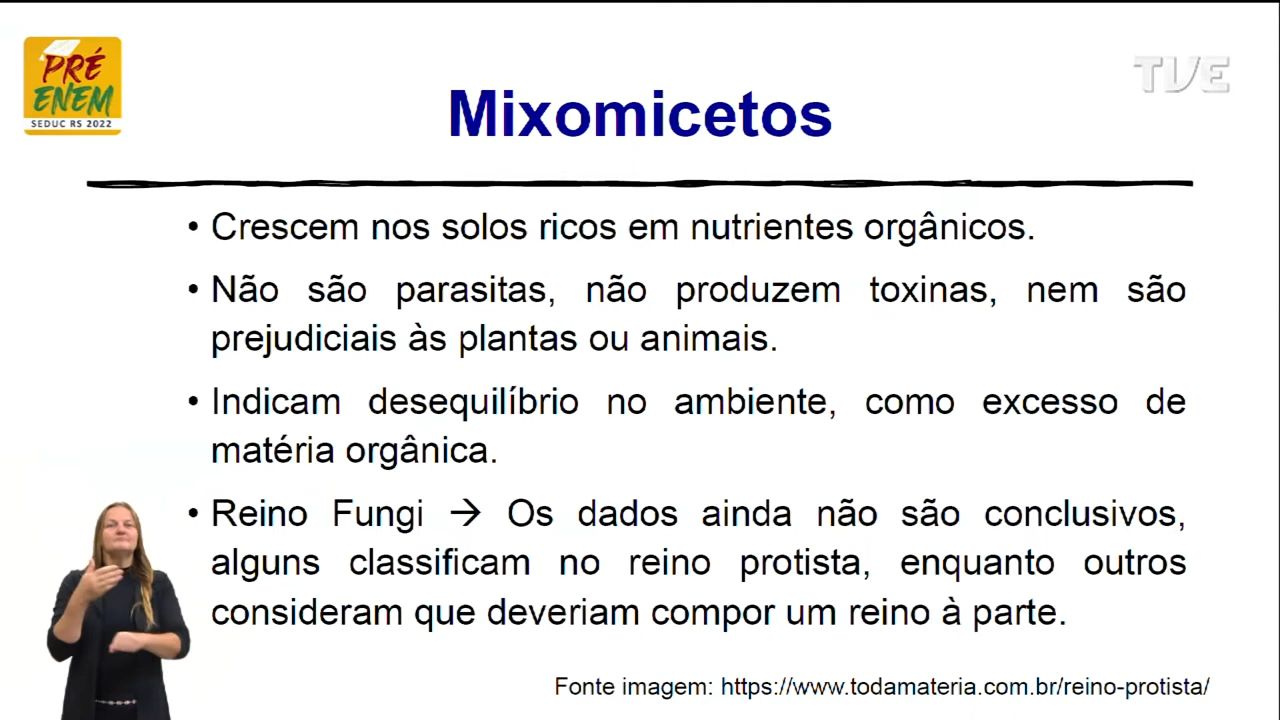 PRÉ
ENEM
SEDUC RS 2022
TVE
Mixomicetos
• Crescem nos solos ricos em nutrientes orgânicos.
• Não são parasitas, não produzem toxinas, nem são
prejudiciais às plantas ou animais.
• Indicam desequilíbrio no ambiente, como excesso de
matéria orgânica.
• Reino Fungi → Os dados ainda não são conclusivos,
alguns classificam no reino protista, enquanto outros
consideram que deveriam compor um reino à parte.
Fonte imagem: https://www.todamateria.com.br/reino-protista/